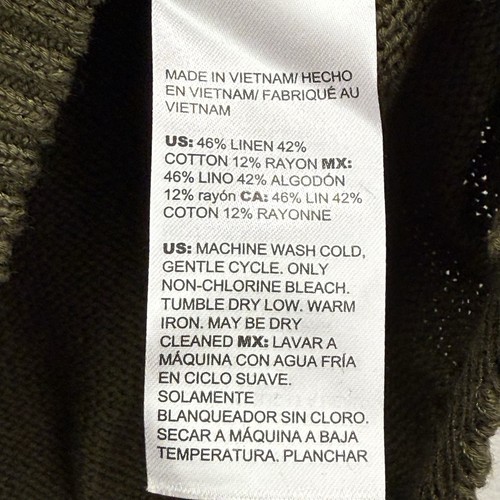 MADE IN VIETNAM/ HECHO
EN VIETNAM/ FABRIQUÉ AU
VIETNAM
US: 46% LINEN 42%
COTTON 12% RAYON MX:
46% LINO 42% ALGODÓN
12% rayón CA: 46% LIN 42%
COTON 12% RAYONNE
US: MACHINE WASH COLD,
GENTLE CYCLE. ONLY
NON-CHLORINE BLEACH.
TUMBLE DRY LOW. WARM
IRON. MAY BE DRY
CLEANED MX: LAVAR A
MÁQUINA CON AGUA FRÍA
EN CICLO SUAVE.
SOLAMENTE
BLANQUEADOR SIN CLORO.
SECAR A MÁQUINA A BAJA
TEMPERATURA. PLANCHAR